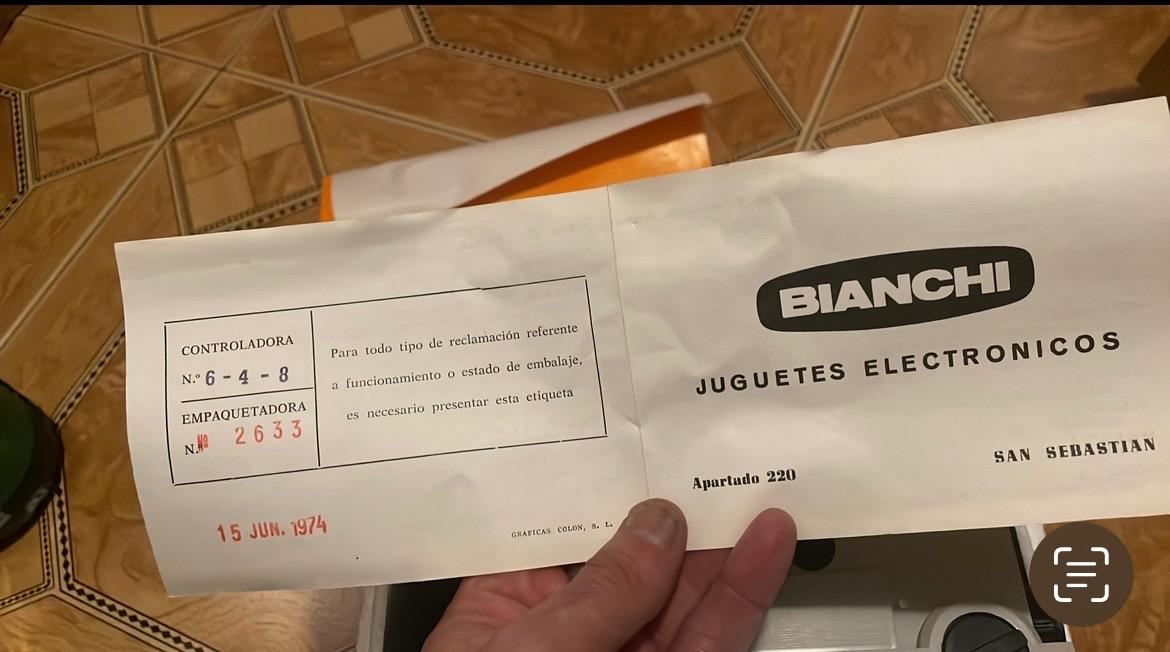 CONTROLADORA
N.º 6 - 4 - 8
EMPAQUETADORA
N.º Nº 2633
Para todo tipo de reclamación referente
a funcionamiento o estado de embalaje,
es necesario presentar esta etiqueta
15 JUN. 1974
GRAFICAS COLON, S. L.
BIANCHI
JUGUETES ELECTRONICOS
SAN SEBASTIAN
Apartado 220